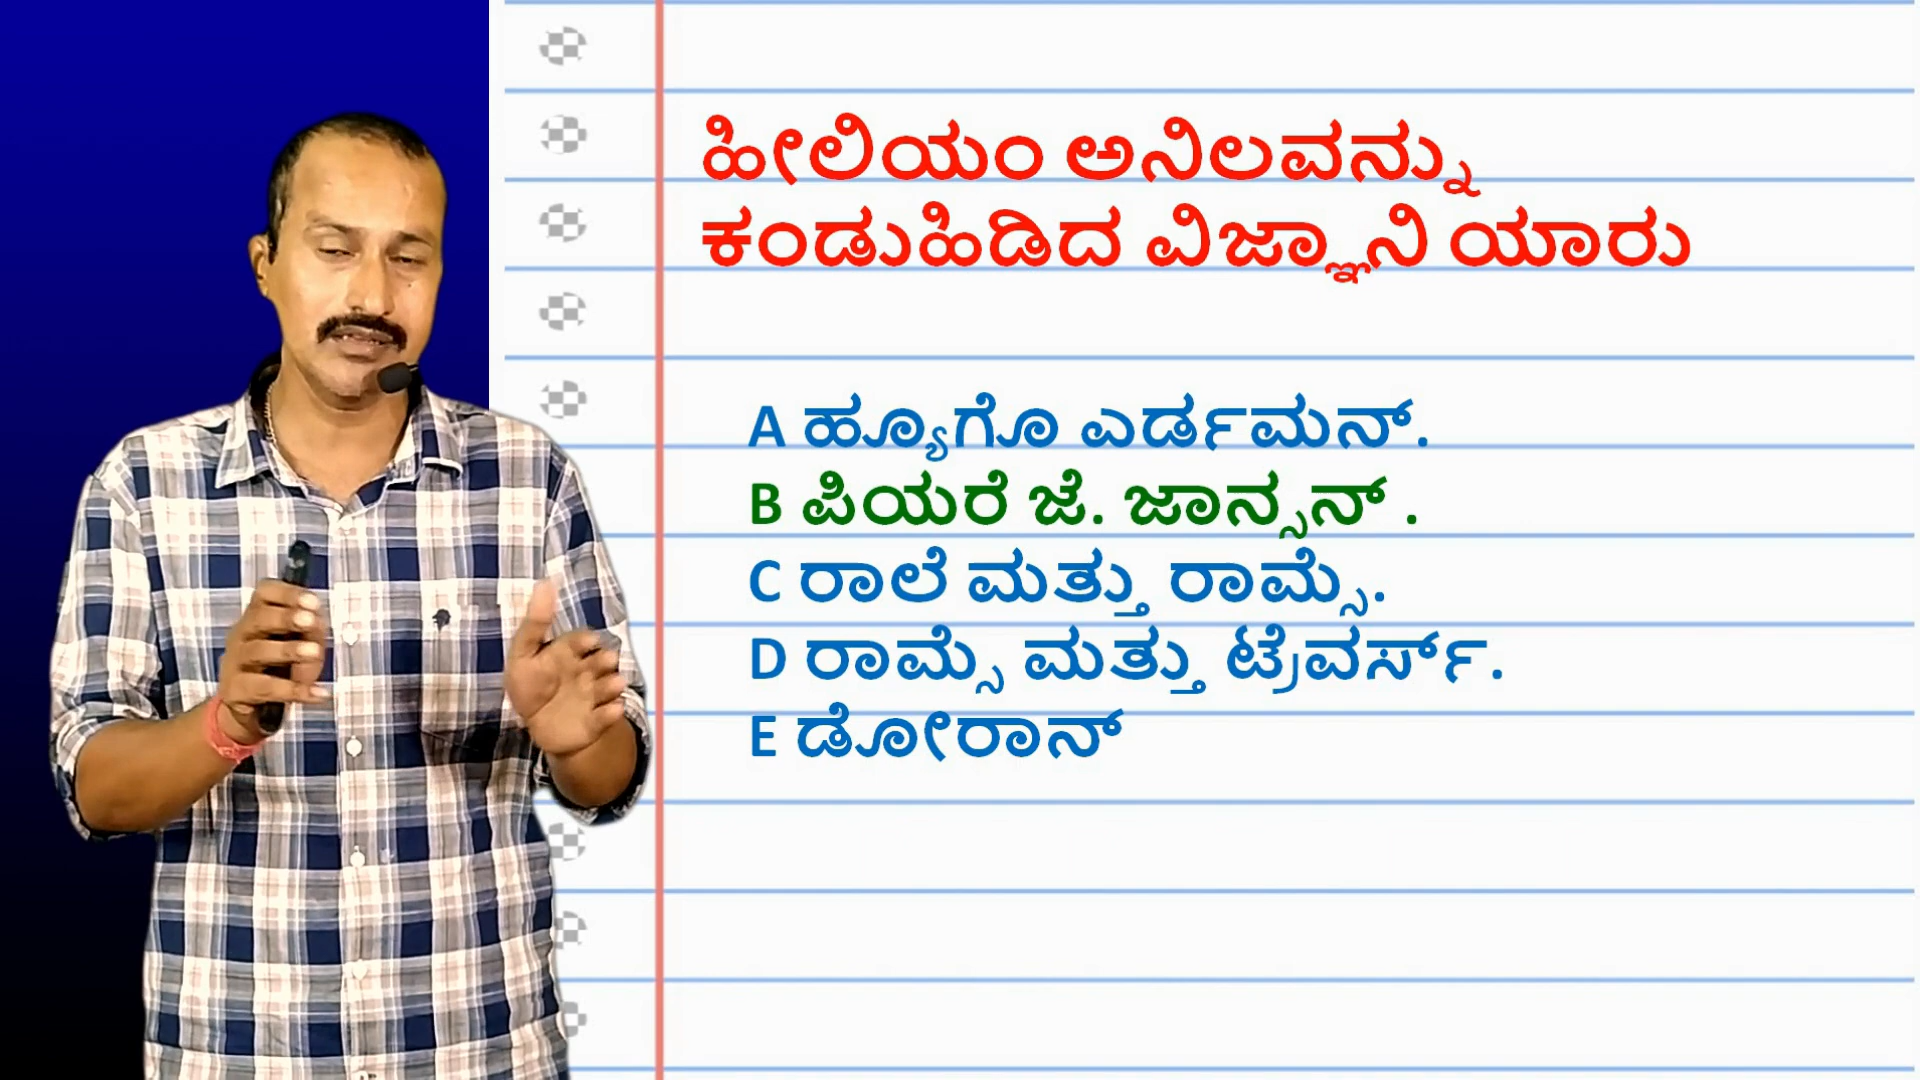 ಹೀಲಿಯಂ ಅನಿಲವನ್ನು
ಕಂಡುಹಿಡಿದ ವಿಜ್ಞಾನಿ ಯಾರು
A ಹ್ಯೂಗೊ ಎರ್ಡಮನ್.
B ಪಿಯರೆ ಜೆ. ಜಾನ್ಸನ್ .
C ರಾಲೆ ಮತ್ತು ರಾಮ್ಸೆ.
D ರಾಮ್ಸೆ ಮತ್ತು ಟ್ರೆವರ್ಸ್.
E ಡೋರಾನ್